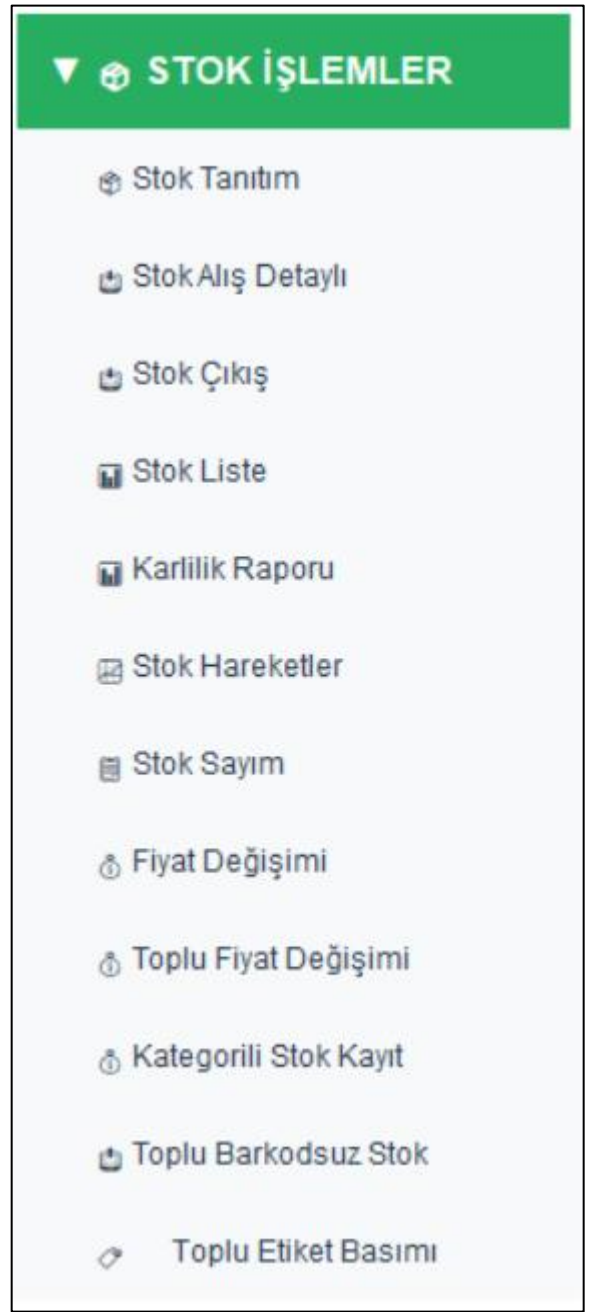 STOK İŞLEMLER
Stok Tanıtım
Stok Alış Detaylı
Stok Çıkış
Stok Liste
Karlilik Raporu
Stok Hareketler
Stok Sayım
Fiyat Değişimi
Toplu Fiyat Değişimi
Kategorili Stok Kayıt
Toplu Barkodsuz Stok
Toplu Etiket Basımı